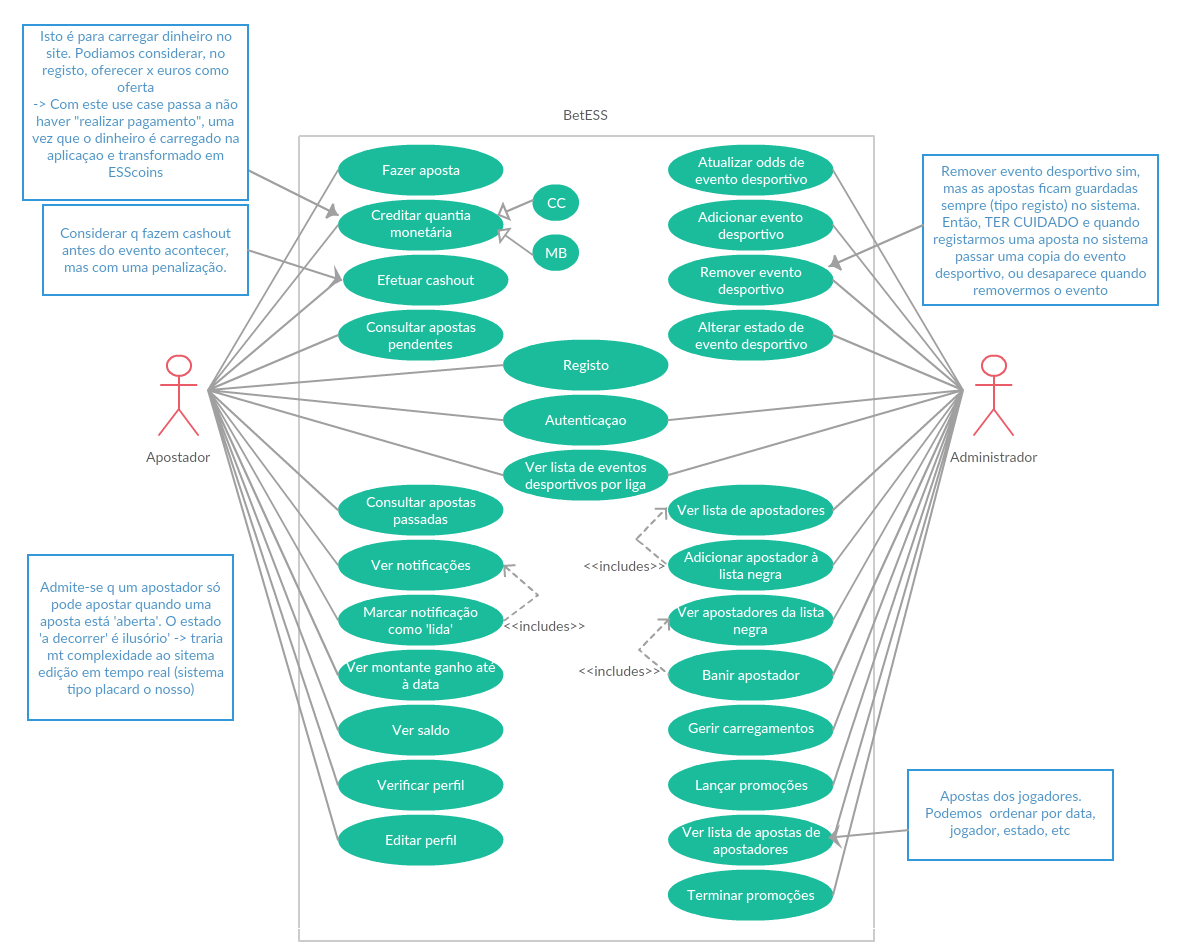 Isto é para carregar dinheiro no
site. Podiamos considerar, no
registo, oferecer x euros como
oferta
-> Com este use case passa a não
haver "realizar pagamento", uma
vez que o dinheiro é carregado na
aplicaçao e transformado em
ESScoins
Considerar q fazem cashout
antes do evento acontecer,
mas com uma penalização.
BetESS
Fazer aposta
Creditar quantia
monetária
CC
MB
Efetuar cashout
Consultar apostas
pendentes
Atualizar odds de
evento desportivo
Adicionar evento
desportivo
Remover evento
desportivo
Alterar estado de
evento desportivo
Remover evento desportivo sim,
mas as apostas ficam guardadas
sempre (tipo registo) no sistema.
Então, TER CUIDADO e quando
registarmos uma aposta no sistema
passar uma copia do evento
desportivo, ou desaparece quando
removermos o evento
Registo
Autenticaçao
Ver lista de eventos
desportivos por liga
Apostador
Administrador
Consultar apostas
passadas
Ver notificações
Marcar notificação
como 'lida'
<<includes>>
Ver montante ganho até
à data
Ver saldo
Verificar perfil
Editar perfil
Ver lista de apostadores
<<includes>>
Adicionar apostador à
lista negra
Ver apostadores da lista
negra
<<includes>>
Banir apostador
Gerir carregamentos
Lançar promoções
Ver lista de apostas de
apostadores
Terminar promoções
Admite-se q um apostador só
pode apostar quando uma
aposta está 'aberta'. O estado
'a decorrer' é ilusório' -> traria
mt complexidade ao sitema
edição em tempo real (sistema
tipo placard o nosso)
Apostas dos jogadores.
Podemos  ordenar por data,
jogador, estado, etc